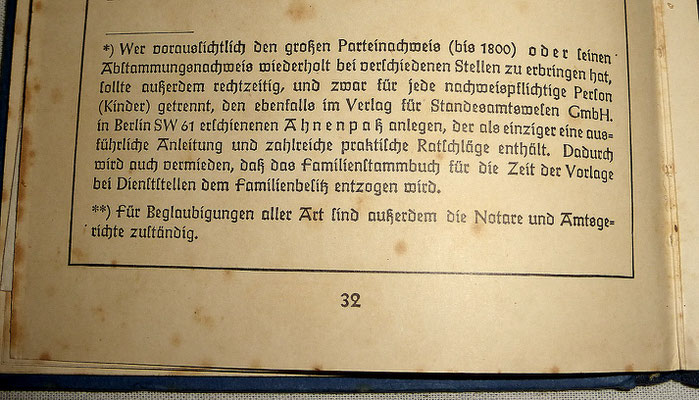 *) Wer vorausſichtlich den großen Parteinachweis (bis 1800) oder ſeinen
Abſtammungsnachweis wiederholt bei verſchiedenen Stellen zu erbringen hat,
ſollte außerdem rechtzeitig, und zwar für jede nachweispflichtige Perſon
(Kinder) getrennt, den ebenfalls im Verlag für Standesamtsweſen GmbH.
in Berlin SW 61 erſchienenen Ahnenpaß anlegen, der als einziger eine aus-
führliche Anleitung und zahlreiche praktiſche Ratſchläge enthält. Dadurch
wird auch vermieden, daß das Familienſtammbuch für die Zeit der Vorlage
bei Dienſtſtellen dem Familienbeſitz entzogen wird.
**) Für Beglaubigungen aller Art ſind außerdem die Notare und Amtsge-
richte zuſtändig.
32